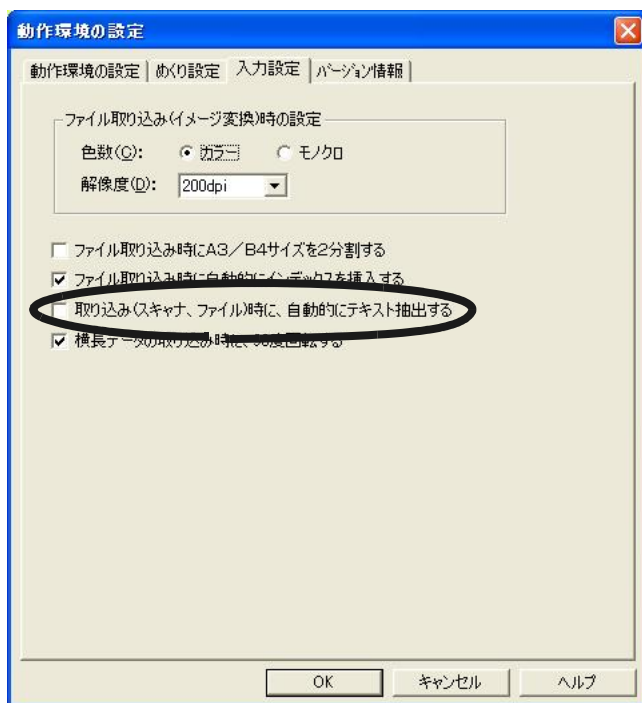 動作環境の設定
動作環境の設定 めくり設定 入力設定 バージョン情報
ファイル取り込み(イメージ変換)時の設定
色数(C): カラー モノクロ
解像度(D): 200dpi
ファイル取り込み時にA3／B4サイズを2分割する
ファイル取り込み時に自動的にインデックスを挿入する
取り込み(スキャナ、ファイル)時に、自動的にテキスト抽出する
横長データの取り込み時に、90度回転する
OK キャンセル ヘルプ